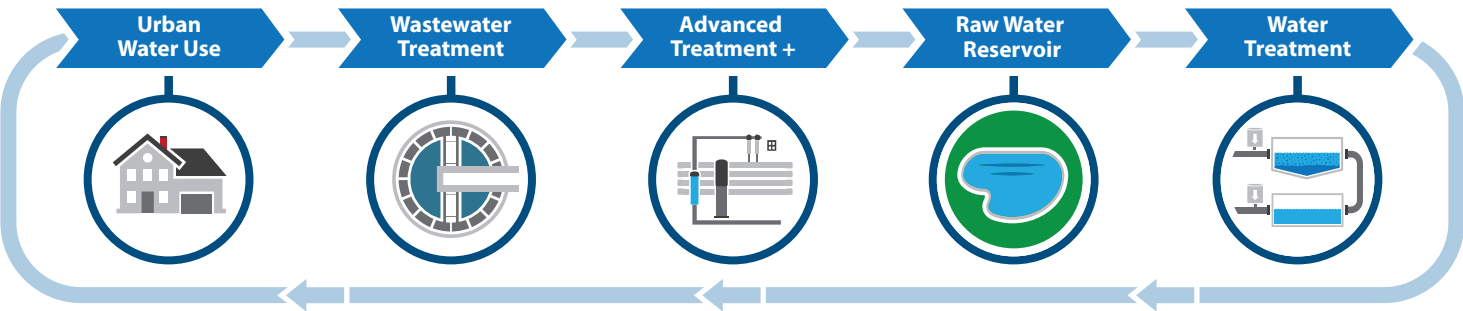 Urban
Water Use
Wastewater
Treatment
Advanced
Treatment +
Raw Water
Reservoir
Water
Treatment